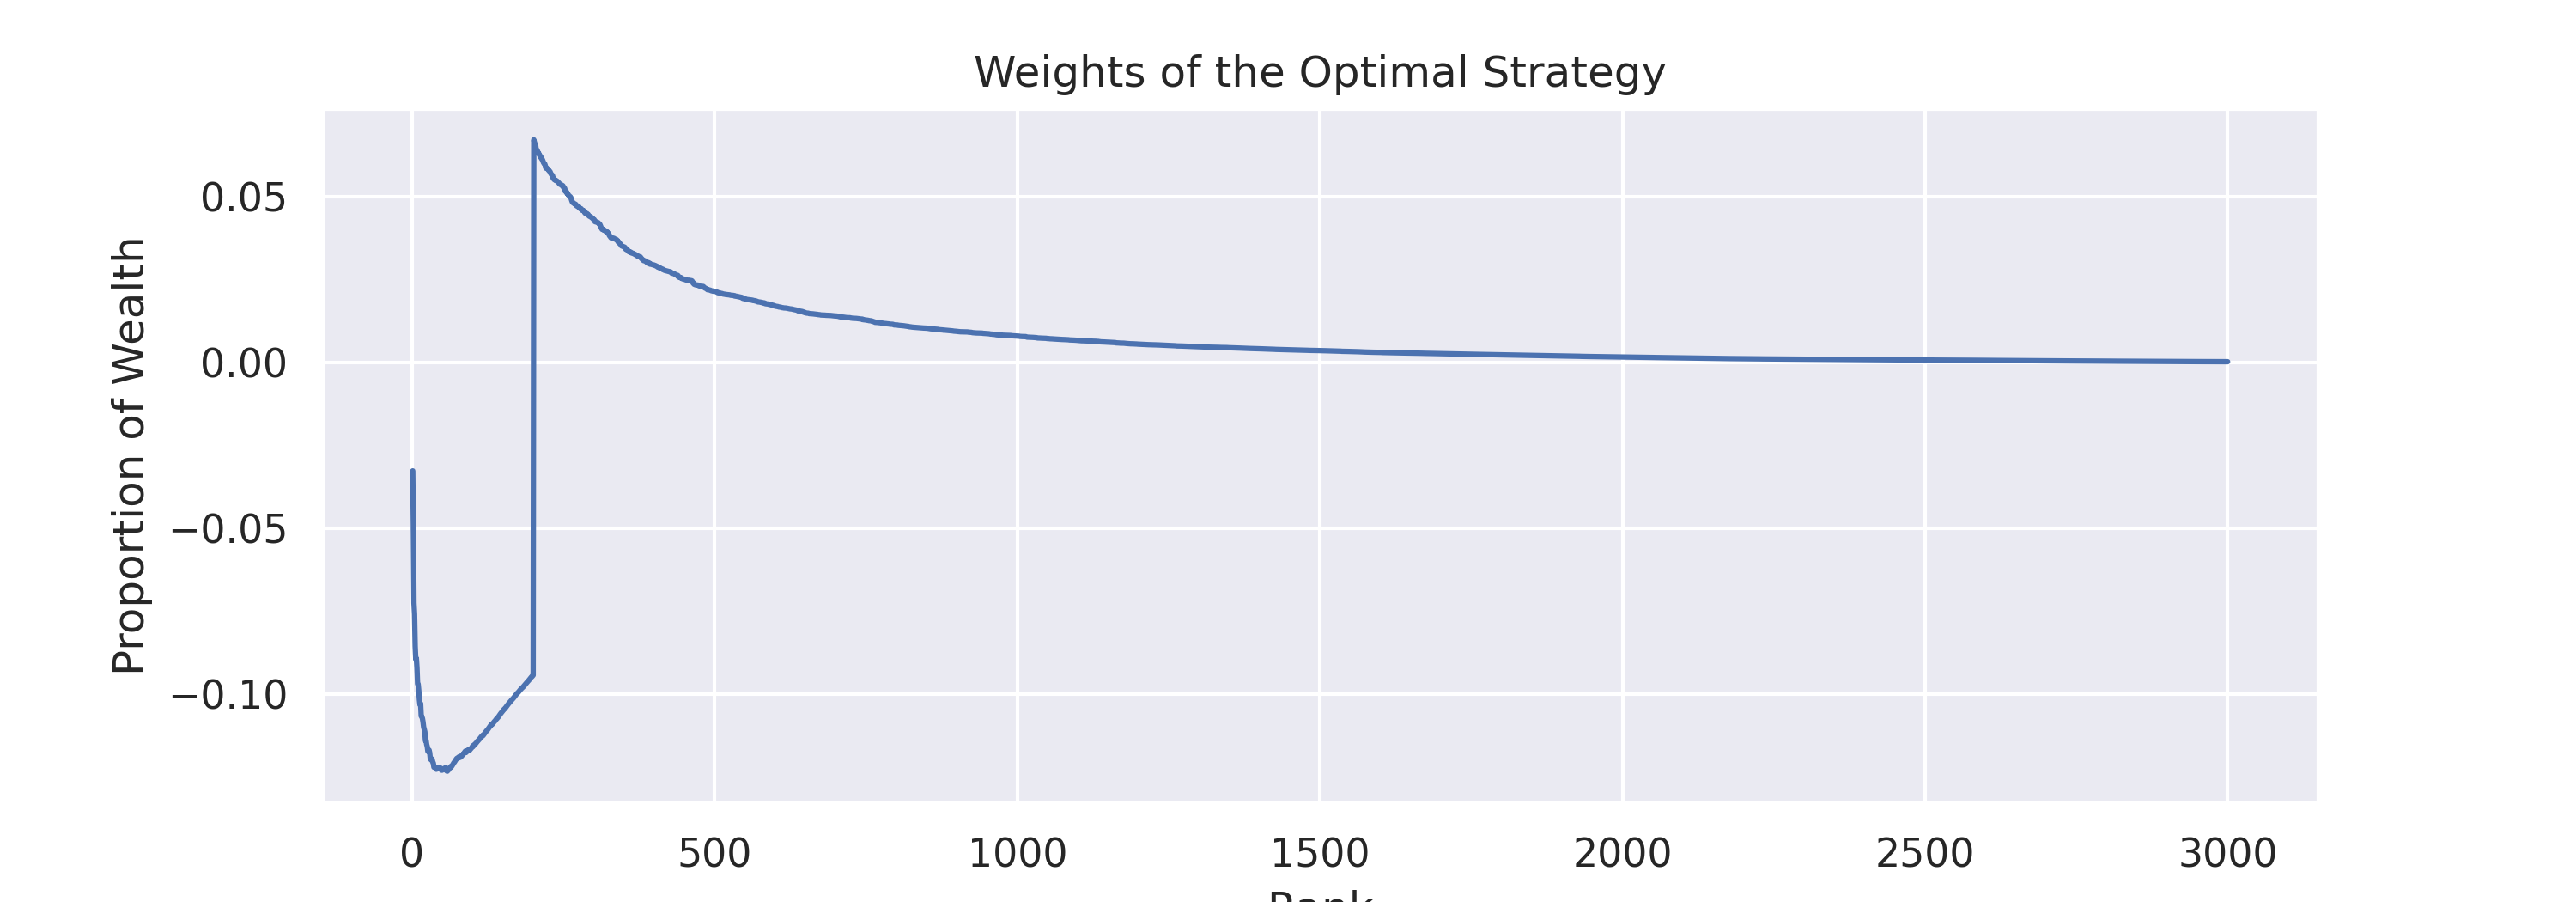 Weights of the Optimal Strategy
Proportion of Wealth
0.05
0.00
−0.05
−0.10
0 500 1000 1500 2000 2500 3000
Rank